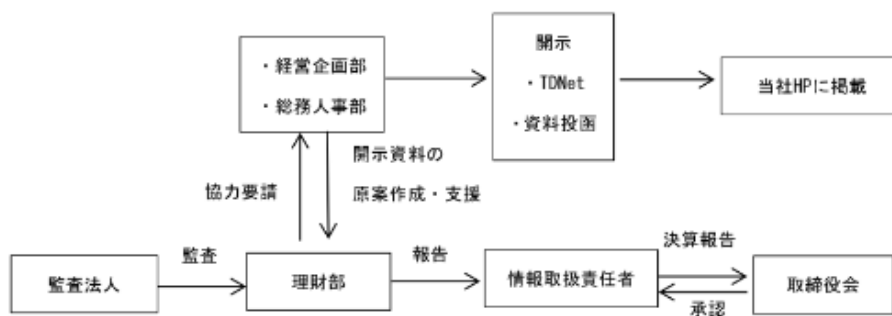 ・経営企画部
・総務人事部
開示
・TDNet
・資料投函
当社HPに掲載
協力要請
開示資料の
原案作成・支援
監査法人
監査
理財部
報告
情報取扱責任者
決算報告
承認
取締役会